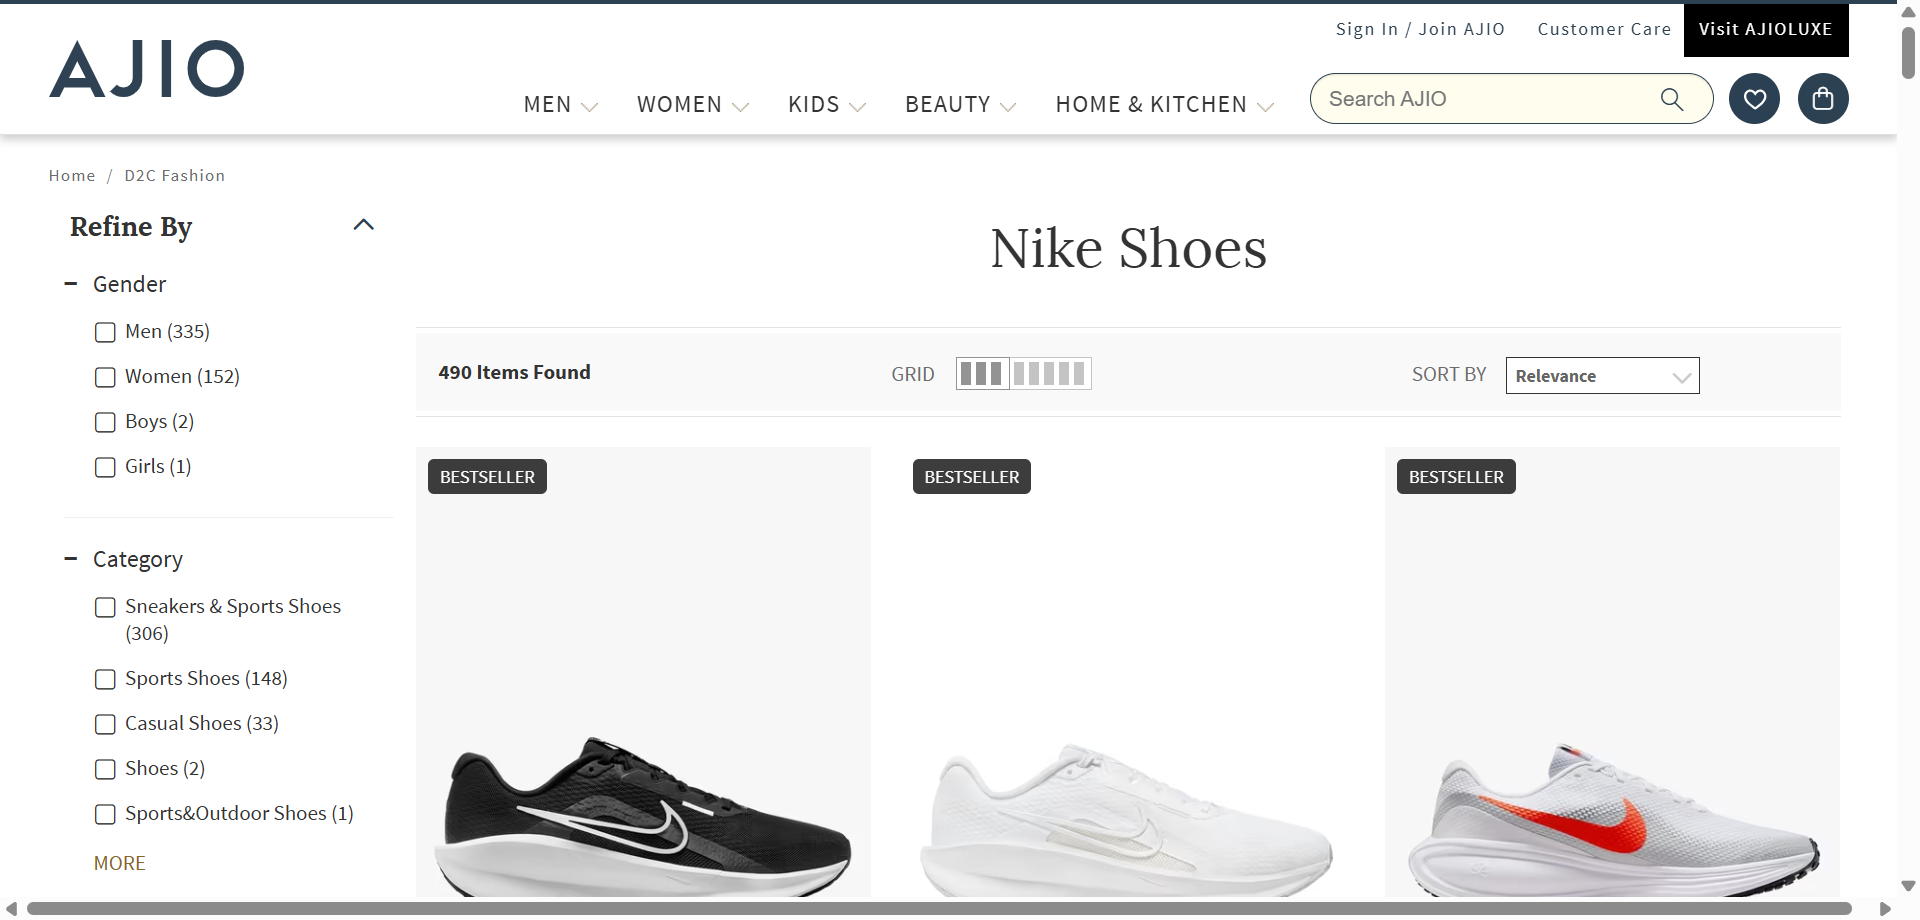 Sign In / Join AJIO
Customer Care
Visit AJIOLUXE
AJIO
MEN
WOMEN
KIDS
BEAUTY
HOME & KITCHEN
Search AJIO
Home / D2C Fashion
Refine By
Nike Shoes
Gender
Men (335)
Women (152)
Boys (2)
Girls (1)
490 Items Found
GRID
SORT BY
Relevance
Category
Sneakers & Sports Shoes
(306)
Sports Shoes (148)
Casual Shoes (33)
Shoes (2)
Sports&Outdoor Shoes (1)
MORE
BESTSELLER
BESTSELLER
BESTSELLER